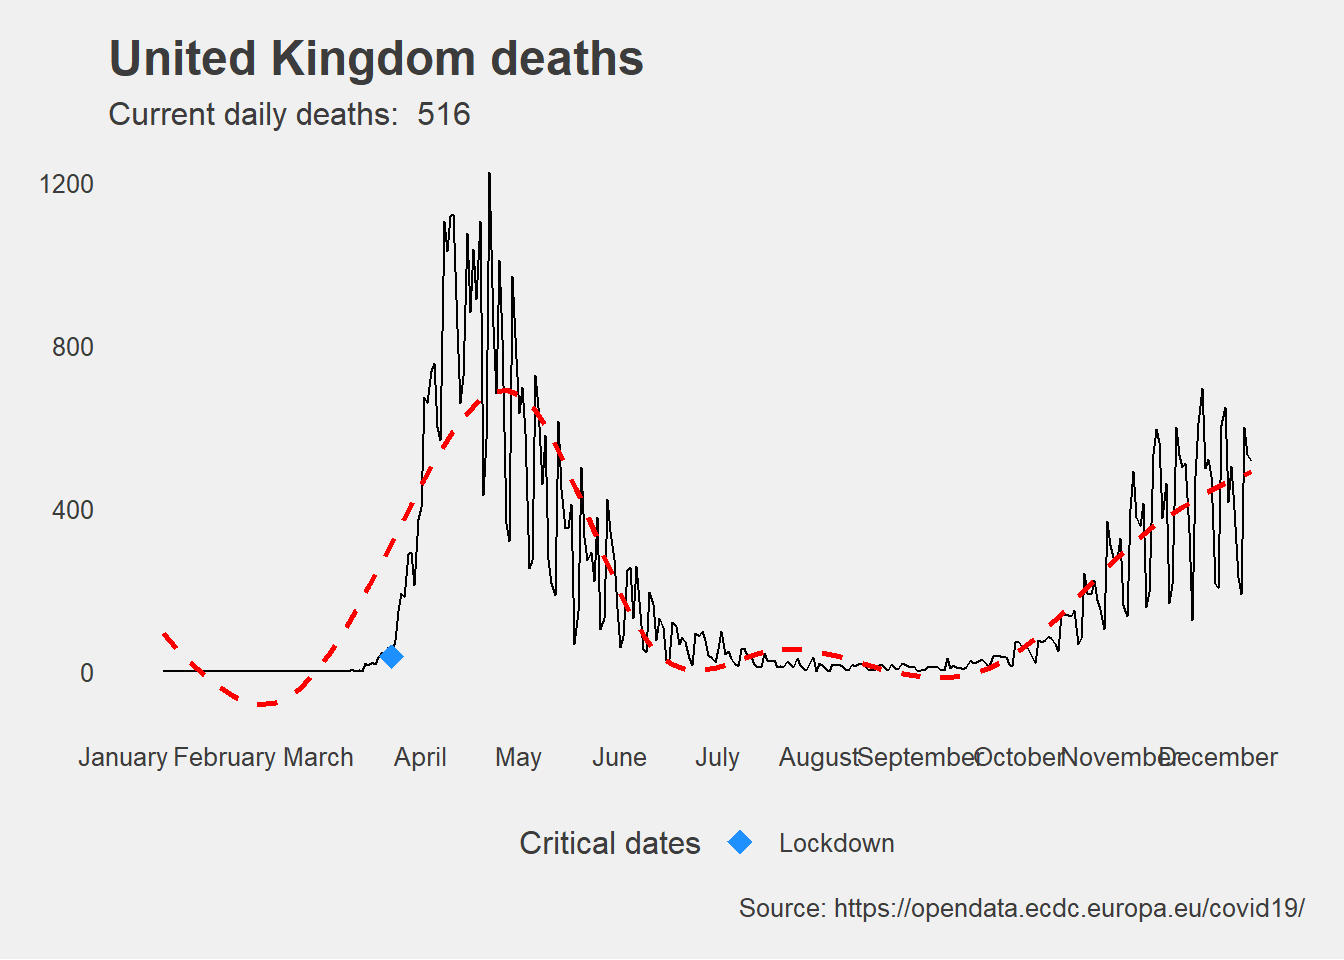 United Kingdom deaths
Current daily deaths:  516
1200
800
400
0
January February March April May June July August September October November December
Critical dates Lockdown
Source: https://opendata.ecdc.europa.eu/covid19/